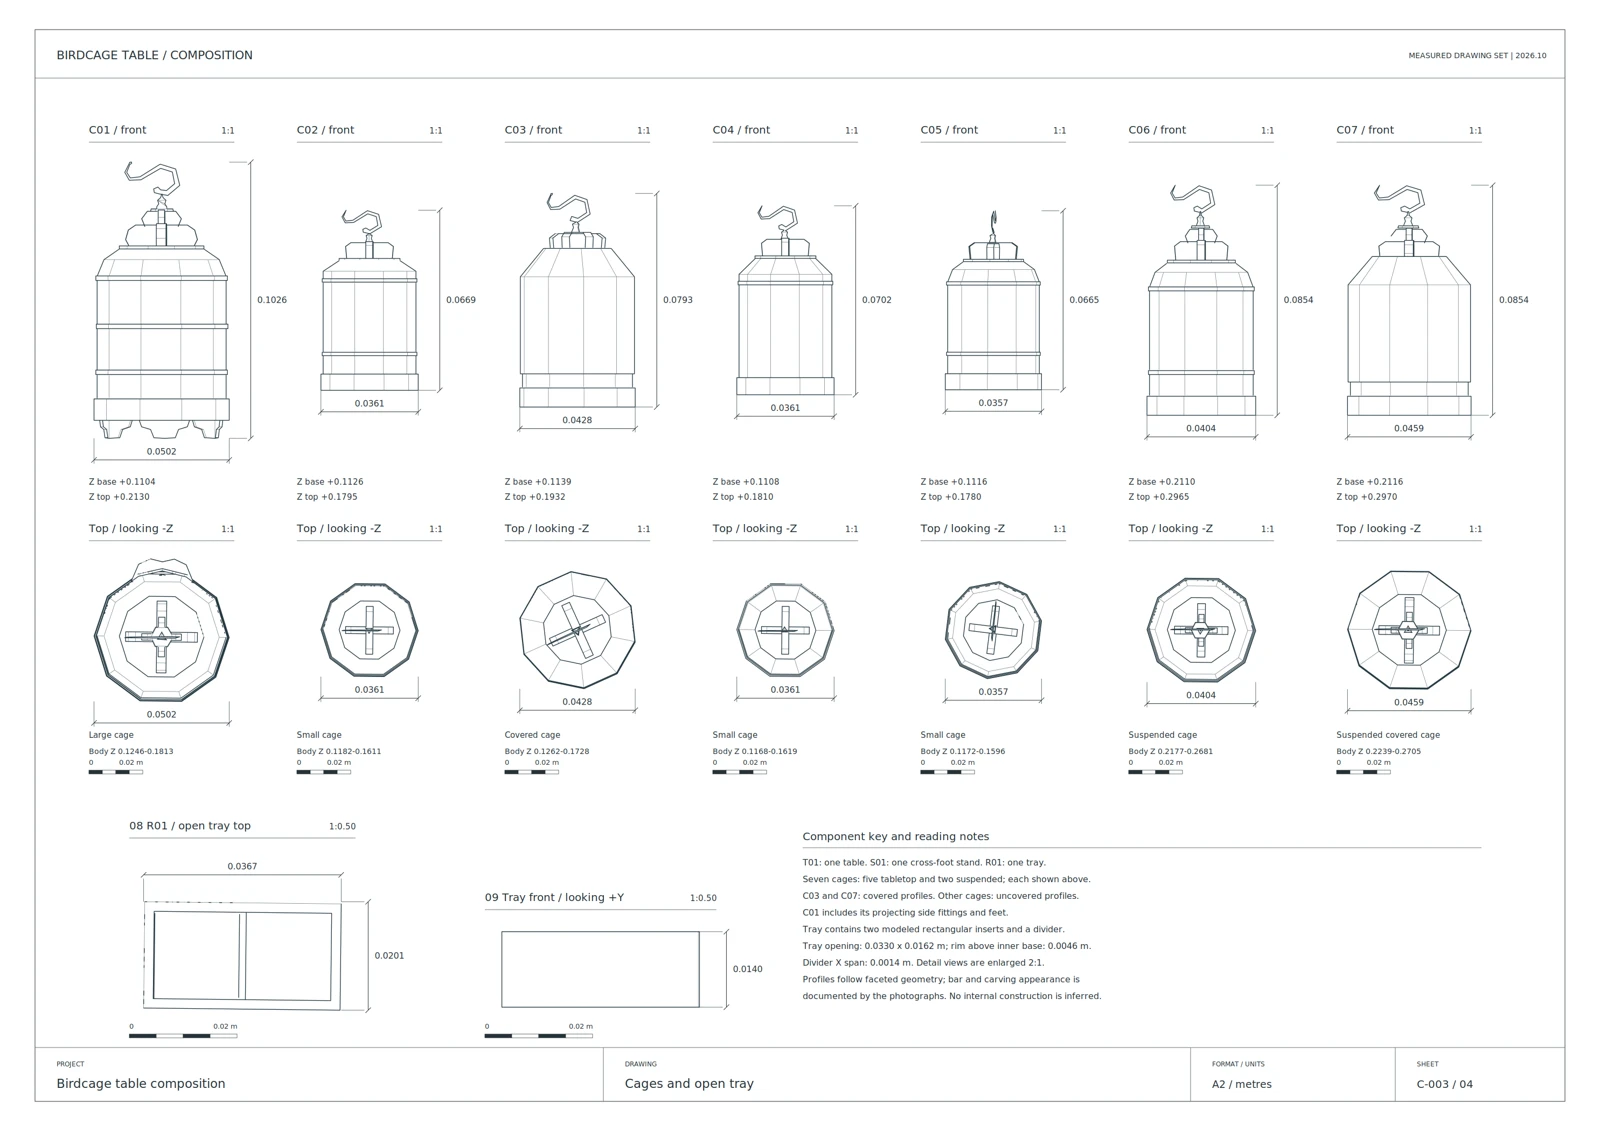 BIRDCAGE TABLE / COMPOSITION
MEASURED DRAWING SET | 2026.10
C01 / front 1:1
C02 / front 1:1
C03 / front 1:1
C04 / front 1:1
C05 / front 1:1
C06 / front 1:1
C07 / front 1:1
0.1026
0.0669
0.0793
0.0702
0.0665
0.0854
0.0854
0.0502
0.0361
0.0428
0.0361
0.0357
0.0404
0.0459
Z base +0.1104
Z top +0.2130
Z base +0.1126
Z top +0.1795
Z base +0.1139
Z top +0.1932
Z base +0.1108
Z top +0.1810
Z base +0.1116
Z top +0.1780
Z base +0.2110
Z top +0.2965
Z base +0.2116
Z top +0.2970
Top / looking -Z 1:1
Top / looking -Z 1:1
Top / looking -Z 1:1
Top / looking -Z 1:1
Top / looking -Z 1:1
Top / looking -Z 1:1
Top / looking -Z 1:1
0.0502
0.0361
0.0428
0.0361
0.0357
0.0404
0.0459
Large cage
Body Z 0.1246-0.1813
0 0.02 m
Small cage
Body Z 0.1182-0.1611
0 0.02 m
Covered cage
Body Z 0.1262-0.1728
0 0.02 m
Small cage
Body Z 0.1168-0.1619
0 0.02 m
Small cage
Body Z 0.1172-0.1596
0 0.02 m
Suspended cage
Body Z 0.2177-0.2681
0 0.02 m
Suspended covered cage
Body Z 0.2239-0.2705
0 0.02 m
08 R01 / open tray top 1:0.50
0.0367
0.0201
0 0.02 m
09 Tray front / looking +Y 1:0.50
0.0140
0 0.02 m
Component key and reading notes
T01: one table. S01: one cross-foot stand. R01: one tray.
Seven cages: five tabletop and two suspended; each shown above.
C03 and C07: covered profiles. Other cages: uncovered profiles.
C01 includes its projecting side fittings and feet.
Tray contains two modeled rectangular inserts and a divider.
Tray opening: 0.0330 x 0.0162 m; rim above inner base: 0.0046 m.
Divider X span: 0.0014 m. Detail views are enlarged 2:1.
Profiles follow faceted geometry; bar and carving appearance is
documented by the photographs. No internal construction is inferred.
PROJECT
Birdcage table composition
DRAWING
Cages and open tray
FORMAT / UNITS
A2 / metres
SHEET
C-003 / 04